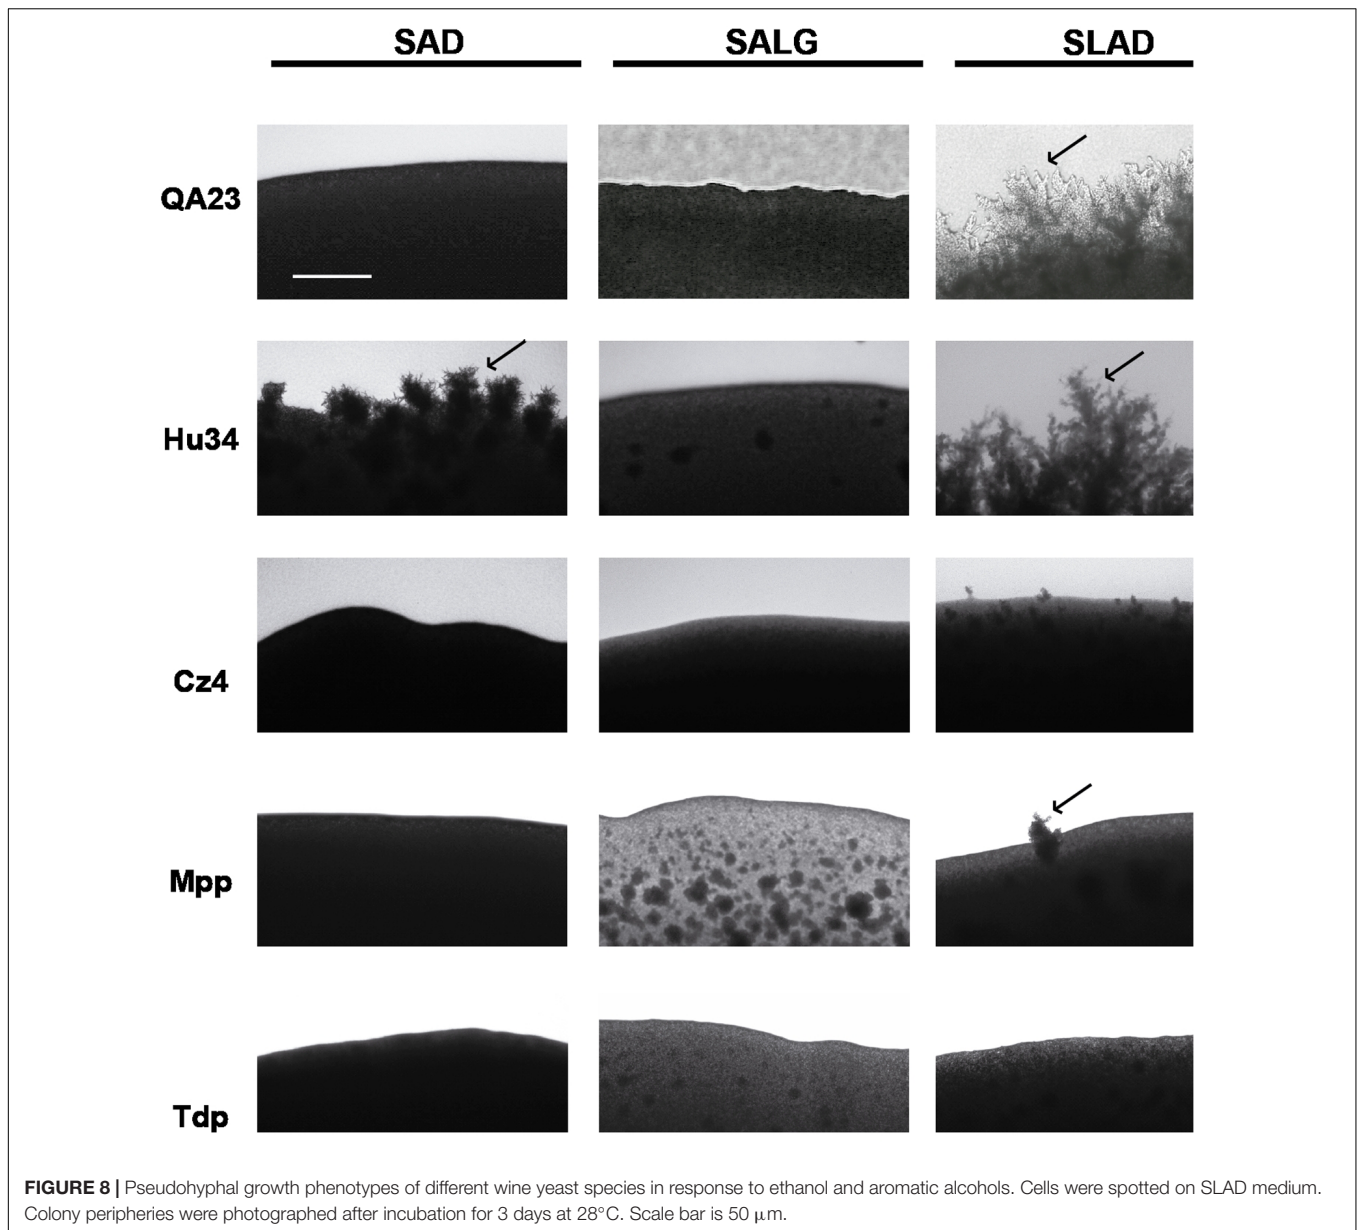 SAD SALG SLAD
QA23
Hu34
Cz4
Mpp
Tdp
FIGURE 8 | Pseudohyphal growth phenotypes of different wine yeast species in response to ethanol and aromatic alcohols. Cells were spotted on SLAD medium.
Colony peripheries were photographed after incubation for 3 days at 28°C. Scale bar is 50 μm.